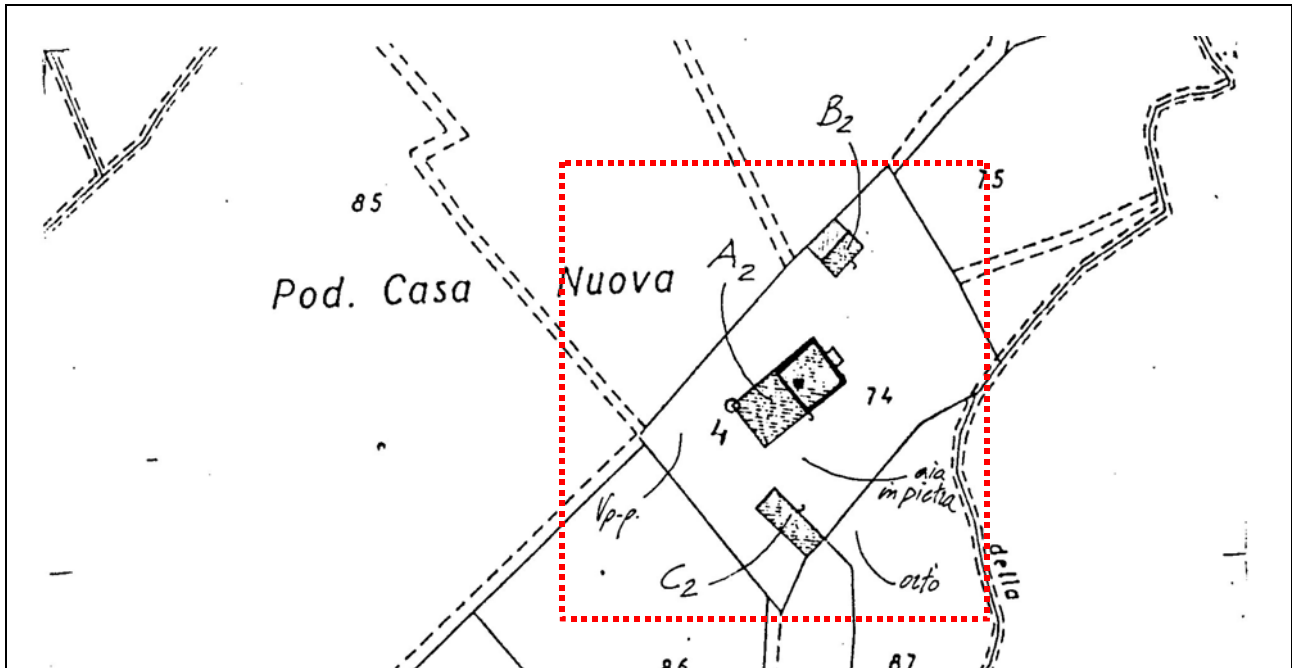 B2
75
85
A2
Pod. Casa Nuova
74
4
aia
in pietra
Vp-p.
della
C2
orto
86
87